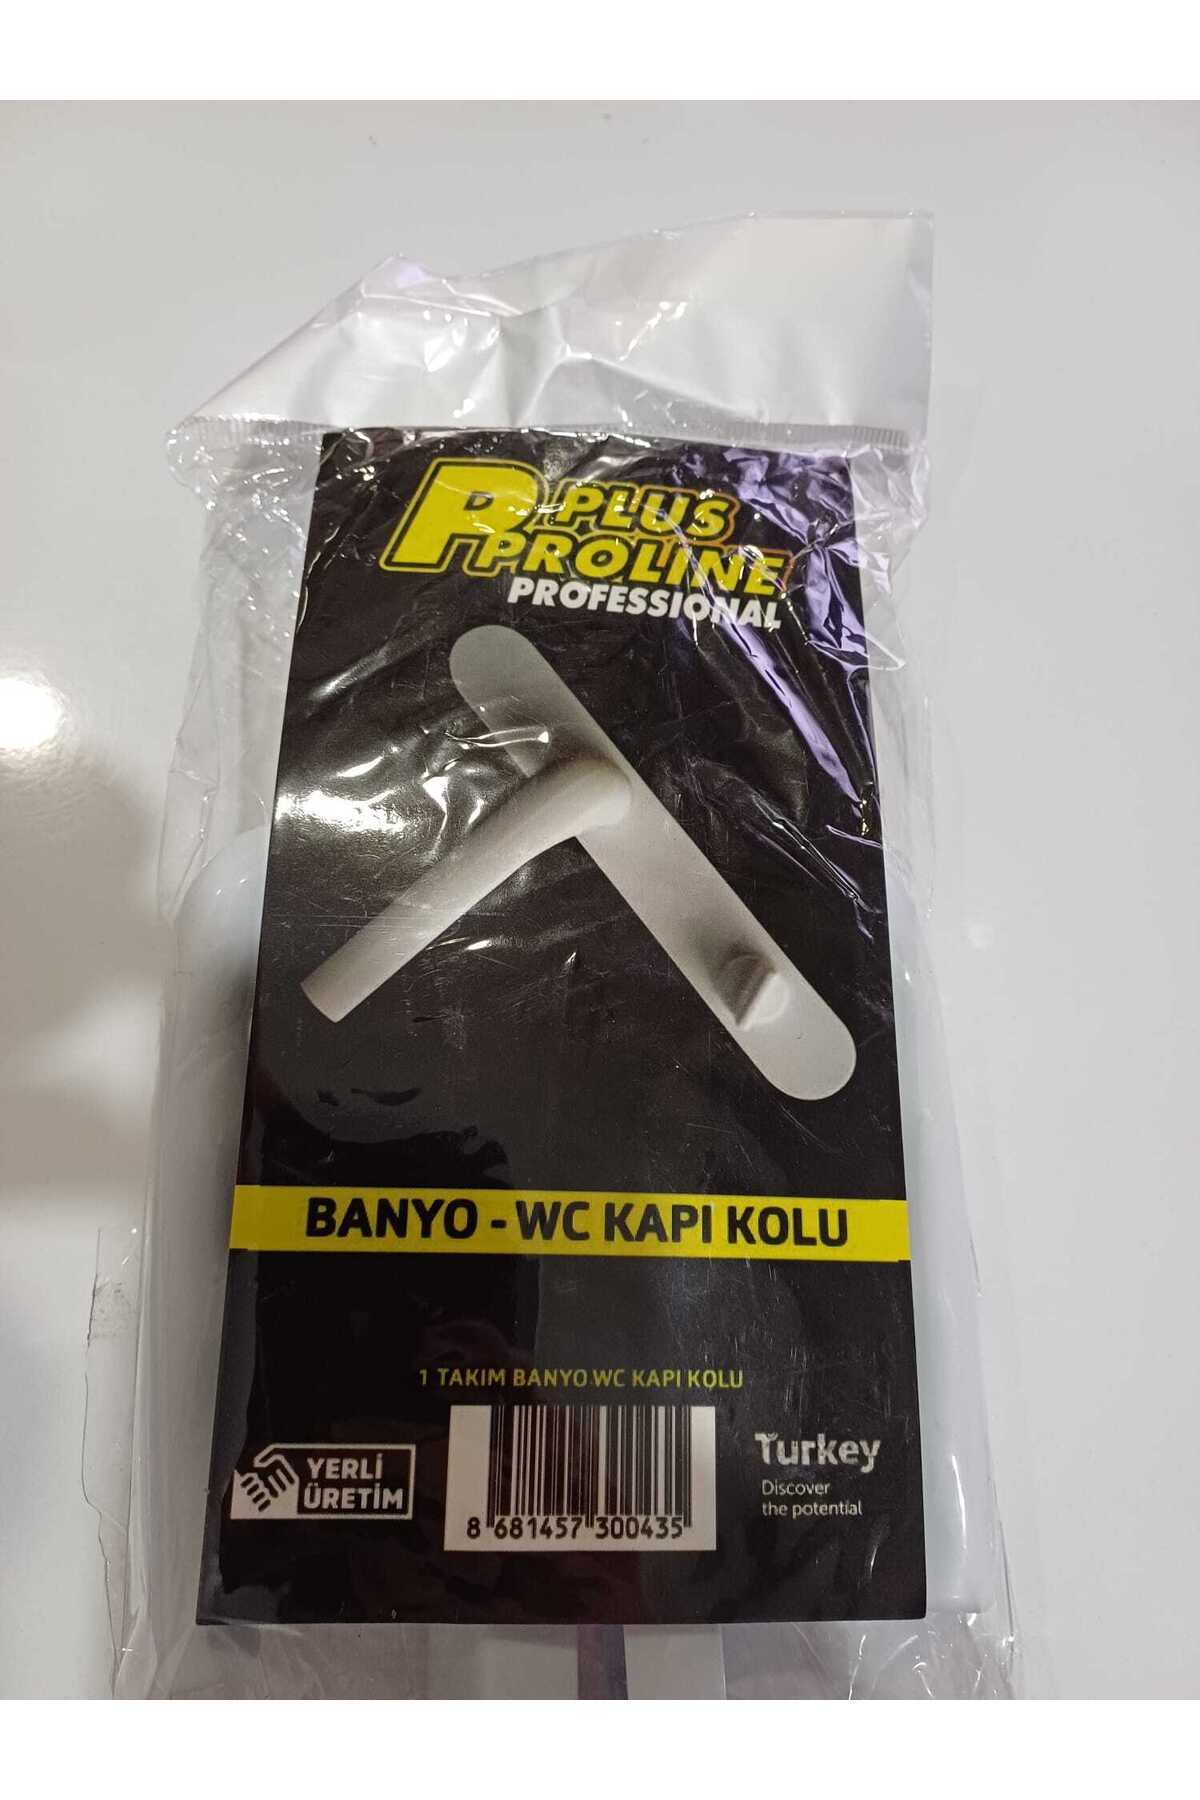 P-PLUS
PROLINE
PROFESSIONAL
BANYO - WC KAPI KOLU
1 TAKIM BANYO WC KAPI KOLU
YERLİ
ÜRETİM
8 681457 300435
Turkey
Discover
the potential